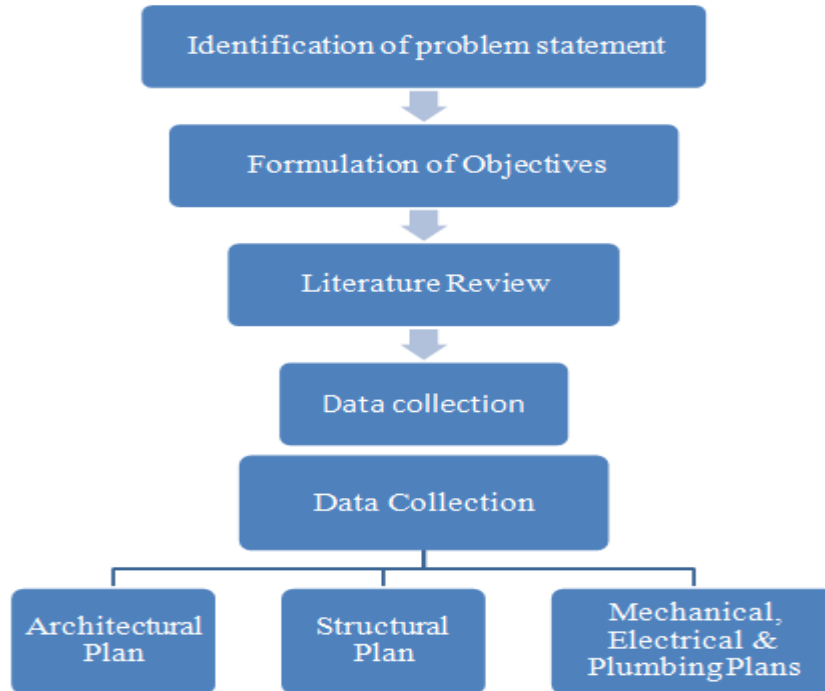 Identification of problem statement
Formulation of Objectives
Literature Review
Data collection
Data Collection
Architectural
Plan
Structural
Plan
Mechanical,
Electrical &
Plumbing Plans